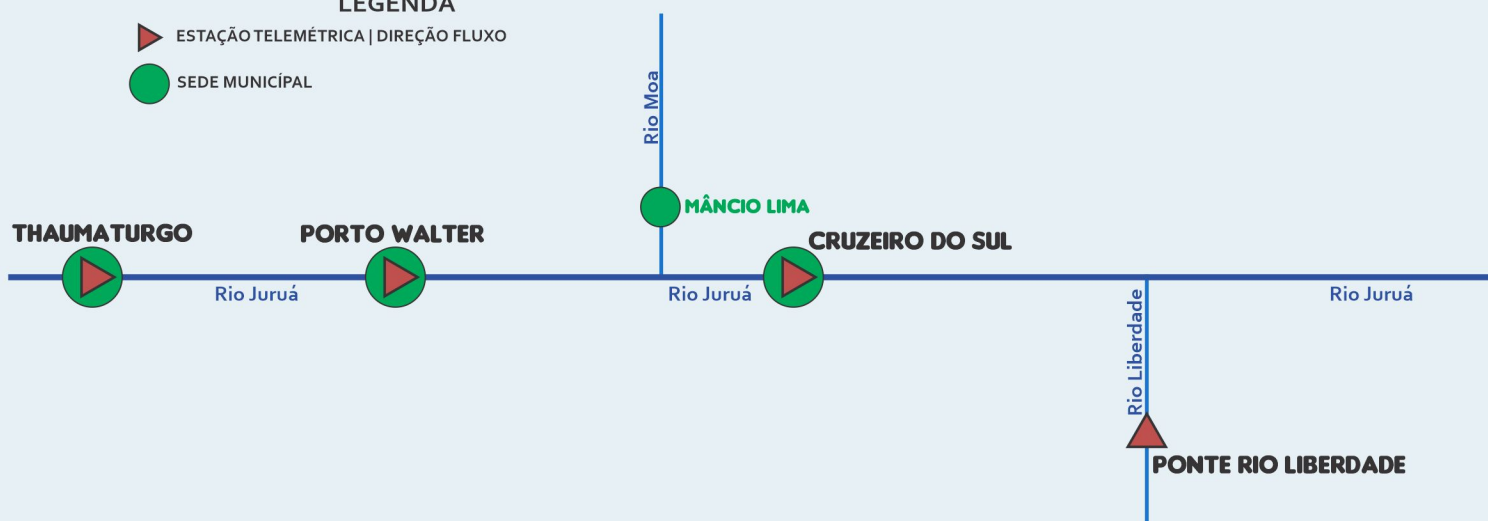 LEGENDA
ESTAÇÃO TELEMÉTRICA | DIREÇÃO FLUXO
SEDE MUNICÍPAL
Rio Moa
MÂNCIO LIMA
THAUMATURGO
PORTO WALTER
CRUZEIRO DO SUL
Rio Juruá
Rio Juruá
Rio Juruá
Rio Liberdade
PONTE RIO LIBERDADE